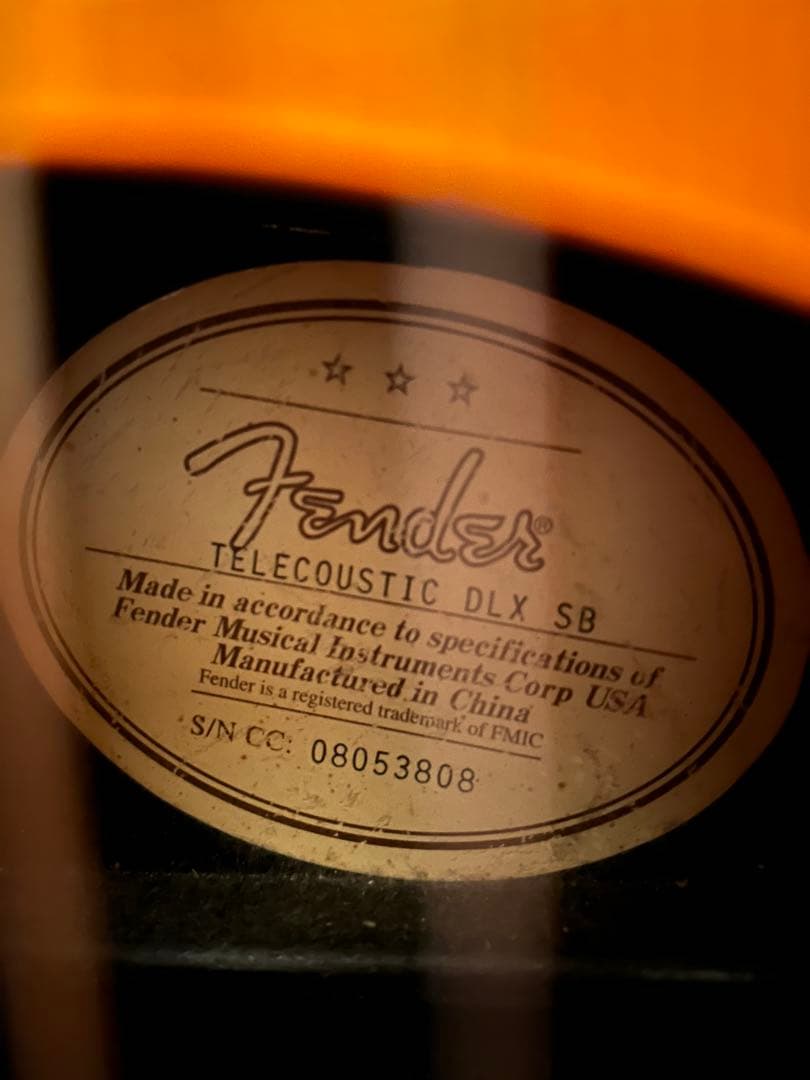 ☆ ☆ ☆
Fender®
TELECOUSTIC DLX SB
Made in accordance to specifications of
Fender Musical Instruments Corp USA
Manufactured in China
Fender is a registered trademark of FMIC
S/N CC: 08053808